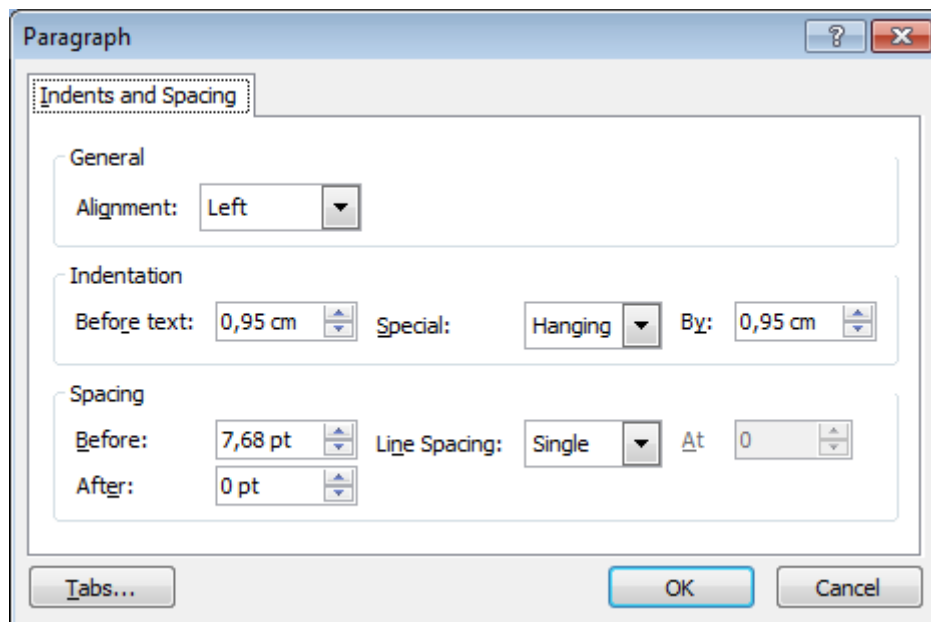 Paragraph
Indents and Spacing
General
Alignment: Left
Indentation
Before text: 0,95 cm Special: Hanging By: 0,95 cm
Spacing
Before: 7,68 pt Line Spacing: Single At 0
After: 0 pt
Tabs... OK Cancel